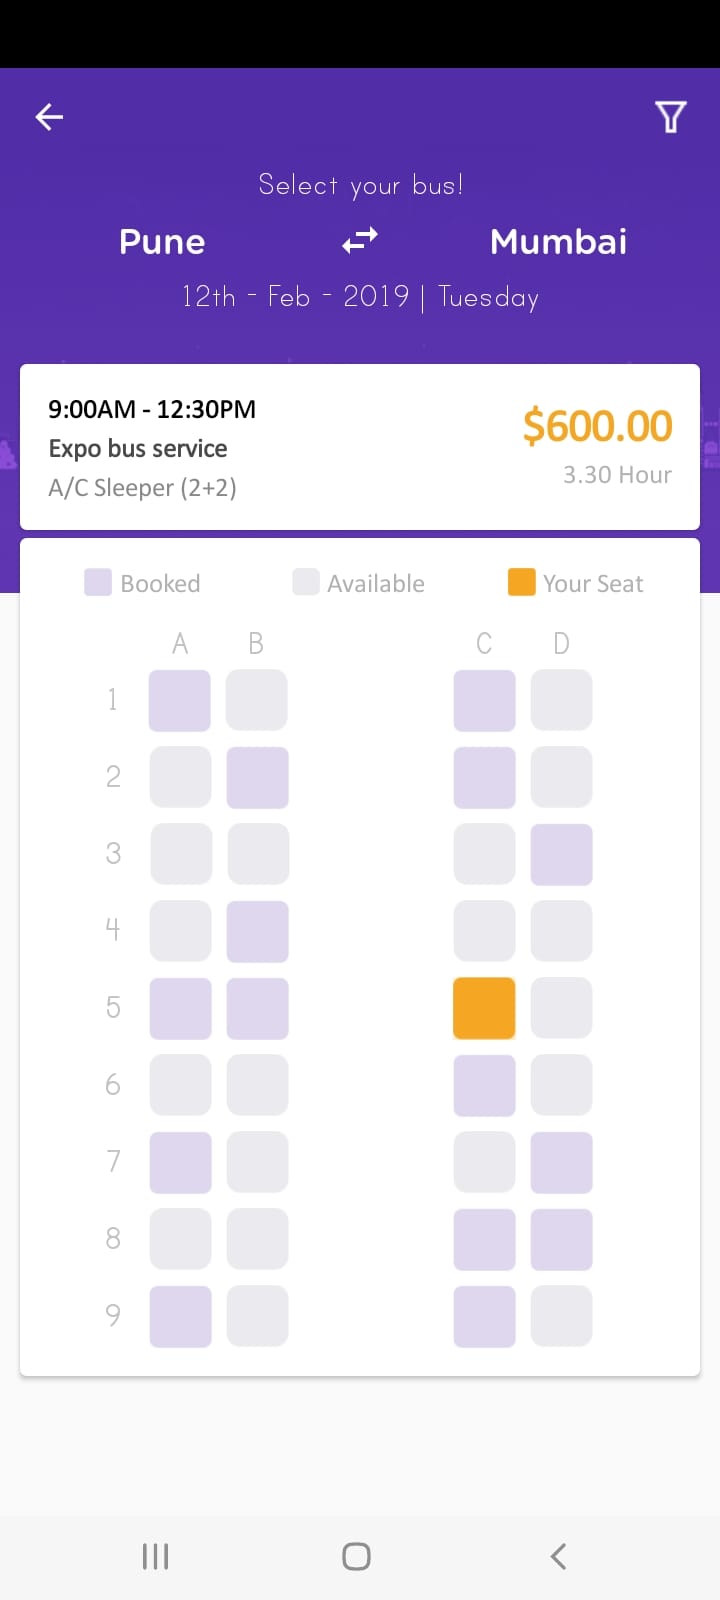 Select your bus!
Pune Mumbai
12th - Feb - 2019 | Tuesday
9:00AM - 12:30PM
$600.00
Expo bus service
3.30 Hour
A/C Sleeper (2+2)
Booked Available Your Seat
A B C D
1
2
3
4
5
6
7
8
9